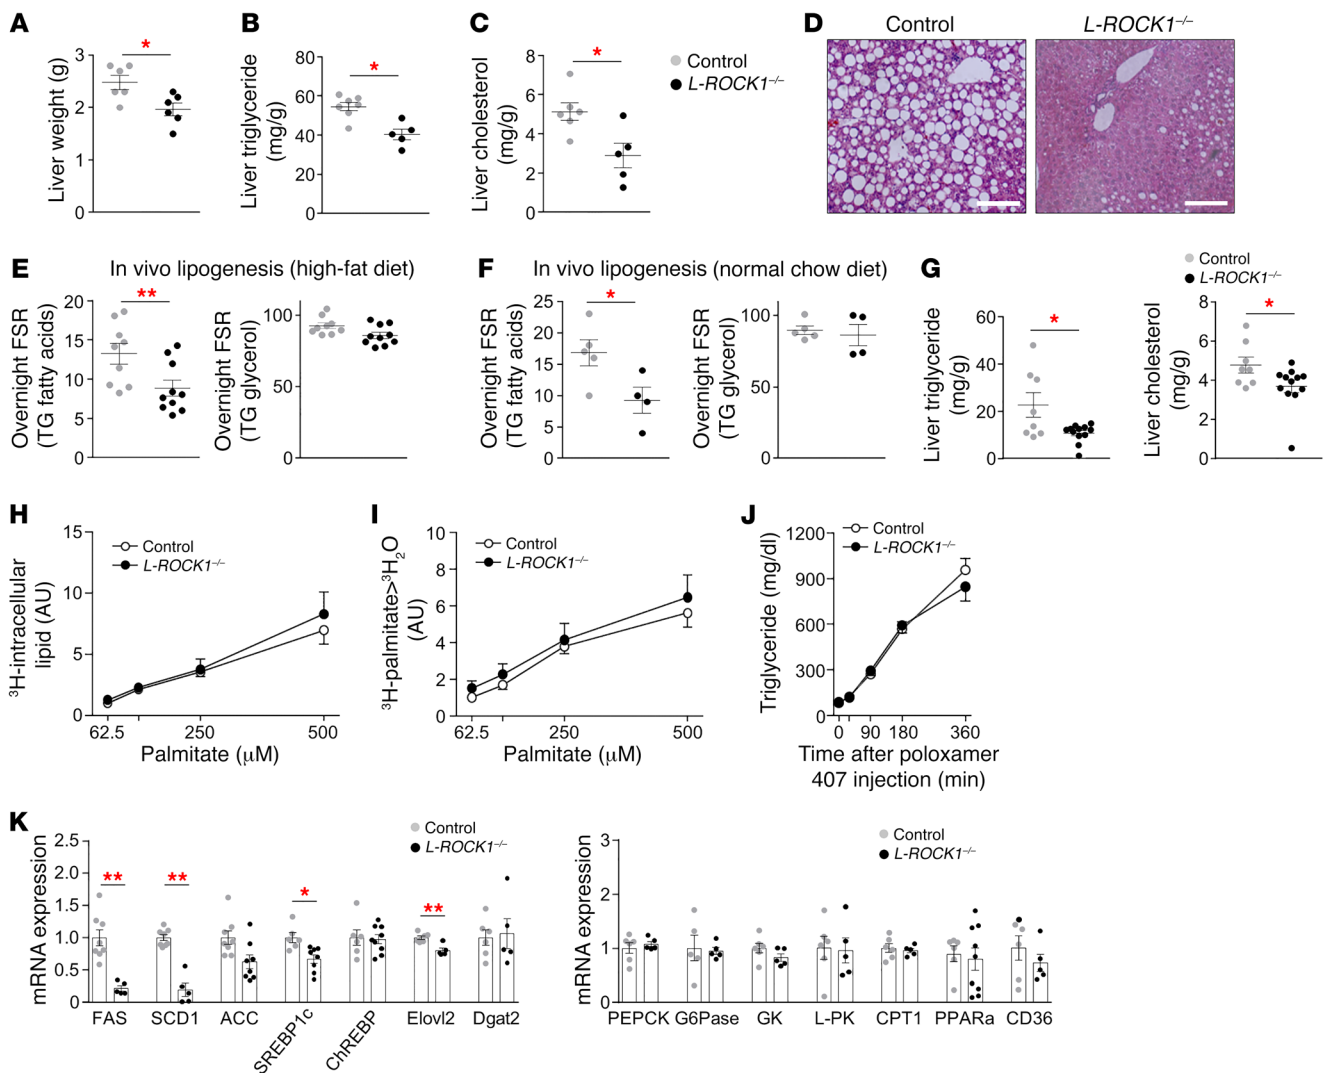 A
Liver weight (g)
3
2
1
0
*
B
Liver triglyceride
(mg/g)
80
60
40
20
0
*
C
Liver cholesterol
(mg/g)
8
6
4
2
0
*
Control
L-ROCK1–/–
D
Control
L-ROCK1–/–
E
In vivo lipogenesis (high-fat diet)
Overnight FSR
(TG fatty acids)
20
15
10
5
0
**
Overnight FSR
(TG glycerol)
100
50
0
F
In vivo lipogenesis (normal chow diet)
Overnight FSR
(TG fatty acids)
25
20
15
10
5
0
*
Overnight FSR
(TG glycerol)
100
50
0
G
Control
L-ROCK1–/–
Liver triglyceride
(mg/g)
60
40
20
0
*
Liver cholesterol
(mg/g)
8
6
4
2
0
*
H
3H-intracellular
lipid (AU)
15
10
5
0
Control
L-ROCK1–/–
62.5 250 500
Palmitate (μM)
I
3H-palmitate>3H2O
(AU)
10
8
6
4
2
0
Control
L-ROCK1–/–
62.5 250 500
Palmitate (μM)
J
Triglyceride (mg/dl)
1200
900
600
300
0
Control
L-ROCK1–/–
0 90 180 360
Time after poloxamer
407 injection (min)
K
mRNA expression
2.5
2.0
1.5
1.0
0.5
0
Control
L-ROCK1–/–
** ** * **
FAS SCD1 ACC SREBP1c ChREBP Elovl2 Dgat2
mRNA expression
3
2
1
0
Control
L-ROCK1–/–
PEPCK G6Pase GK L-PK CPT1 PPARa CD36